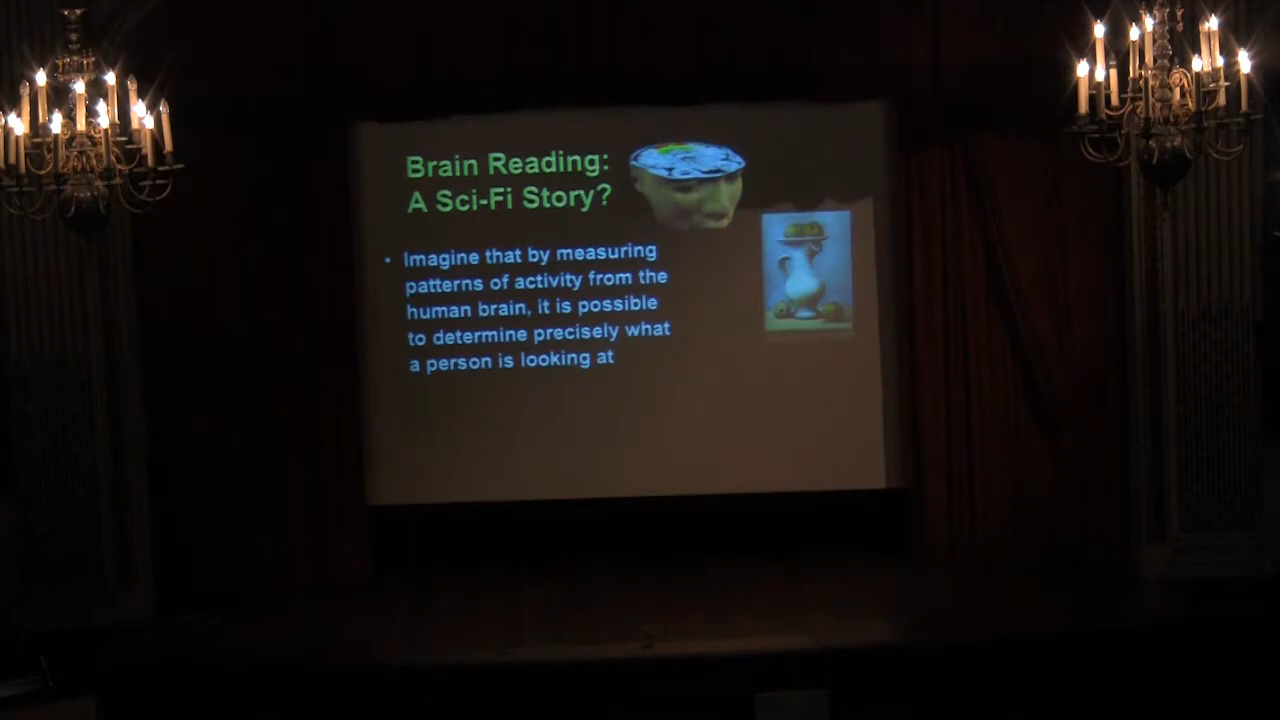 Brain Reading:
A Sci-Fi Story?
• Imagine that by measuring
patterns of activity from the
human brain, it is possible
to determine precisely what
a person is looking at